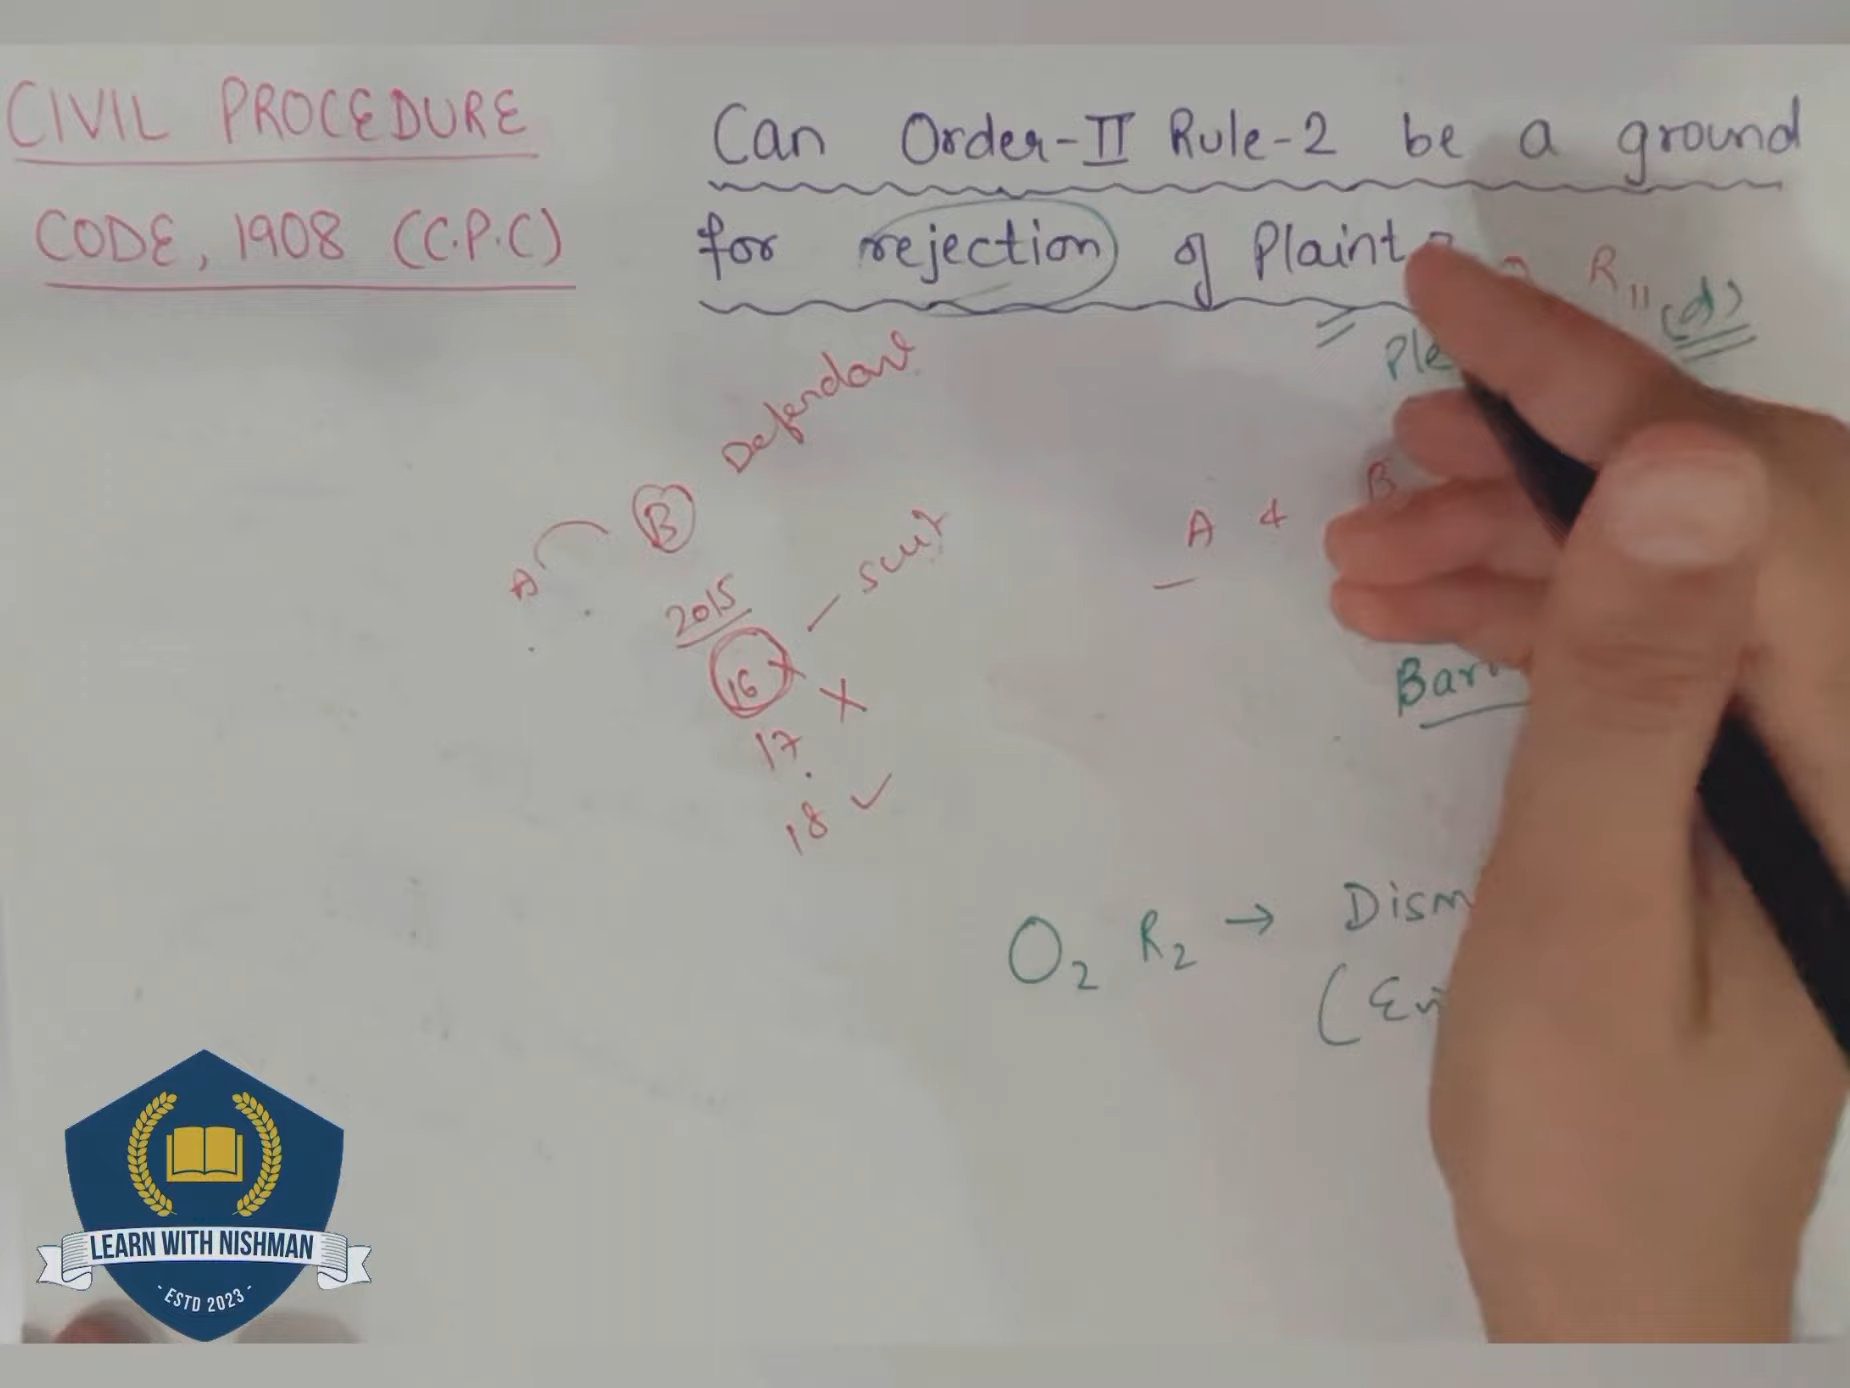 CIVIL PROCEDURE
CODE, 1908 (C.P.C)
Can Order-II Rule-2 be a ground
for rejection of Plaint
R11 (d)
Defendant
A B
2015
suit
16 X
X
17
18 ✓
A & B
O2 R2 →
LEARN WITH NISHMAN
- ESTD 2023 -